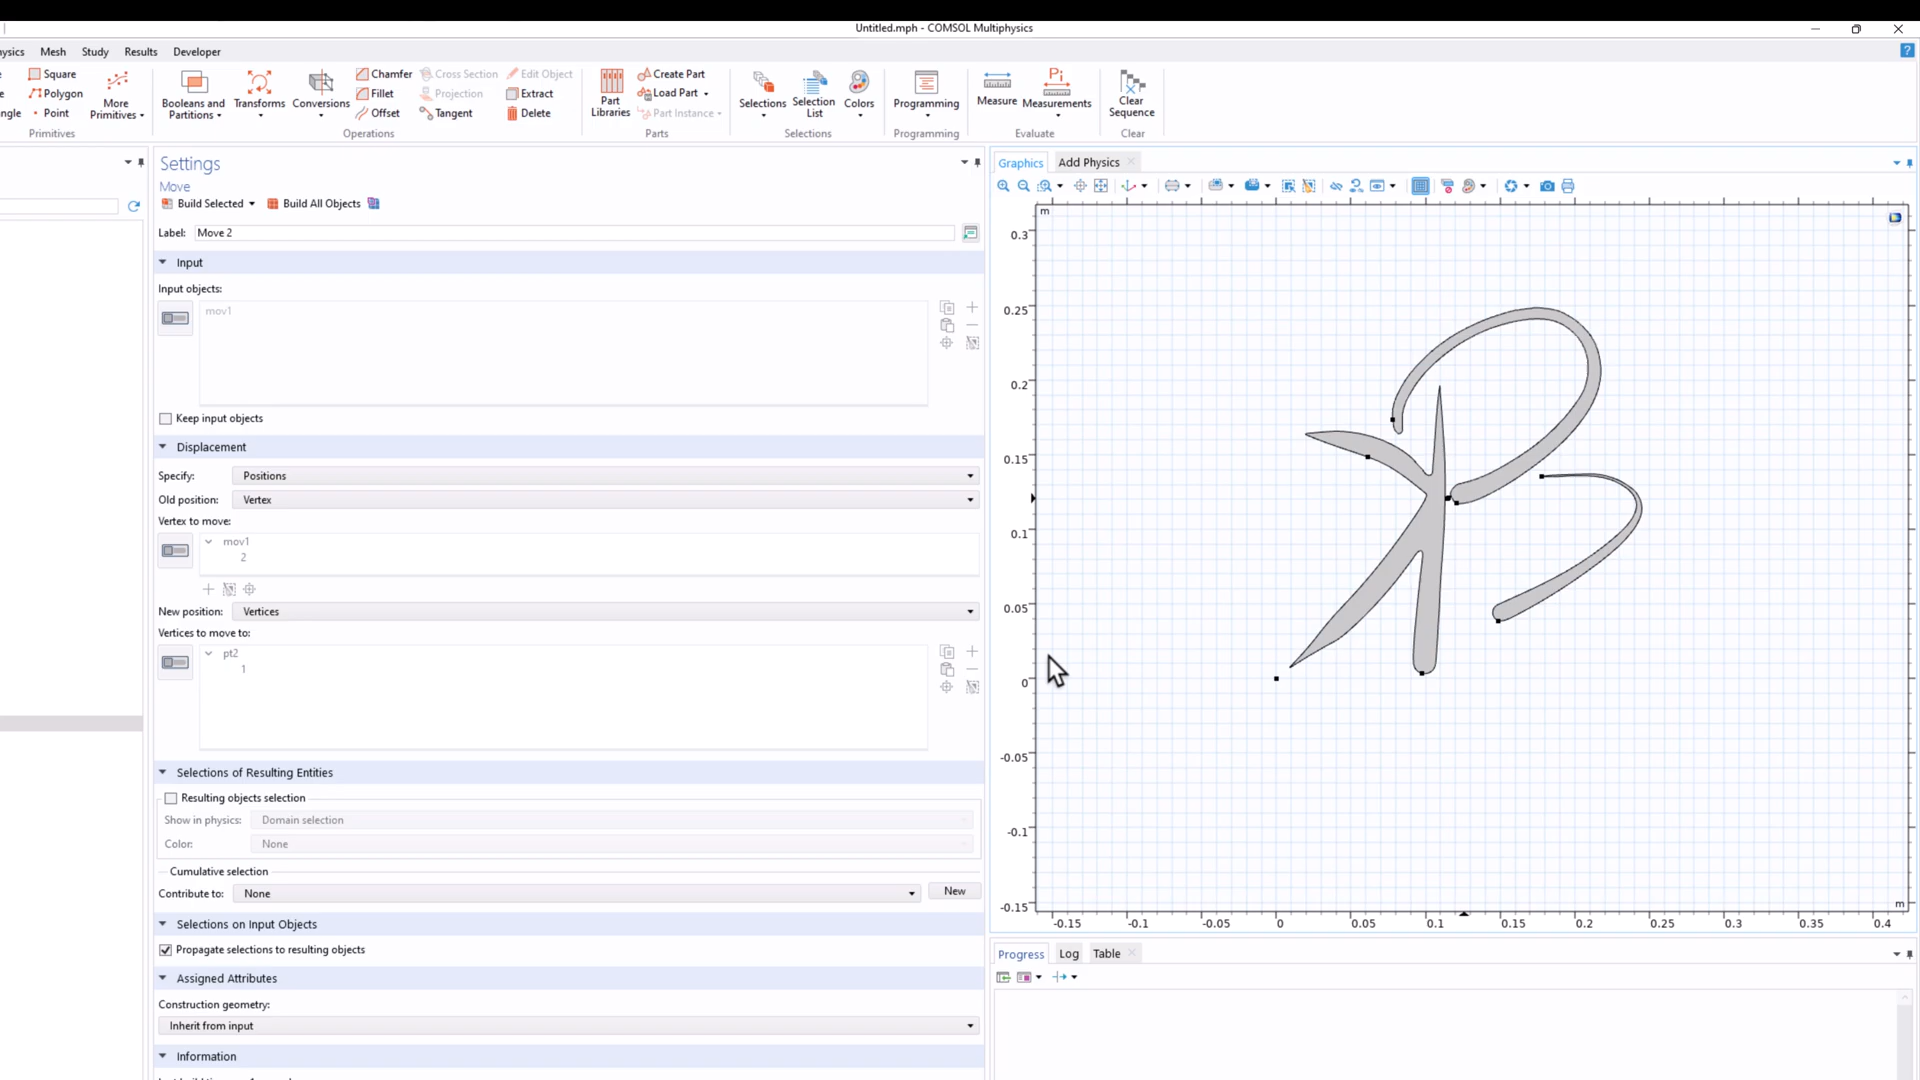 Untitled.mph - COMSOL Multiphysics
ysics Mesh Study Results Developer
Square
Polygon
ngle Point
More Primitives
Primitives
Booleans and Partitions
Transforms
Conversions
Chamfer
Fillet
Offset
Cross Section
Projection
Tangent
Edit Object
Extract
Delete
Operations
Part Libraries
Create Part
Load Part
Part Instance
Parts
Selections
Selection List
Colors
Selections
Programming
Programming
Measure
Measurements
Evaluate
Clear Sequence
Clear
Settings
Move
Build Selected Build All Objects
Label: Move 2
Input
Input objects:
mov1
Keep input objects
Displacement
Specify: Positions
Old position: Vertex
Vertex to move:
mov1
2
New position: Vertices
Vertices to move to:
pt2
1
Selections of Resulting Entities
Resulting objects selection
Show in physics: Domain selection
Color: None
Cumulative selection
Contribute to: None New
Selections on Input Objects
Propagate selections to resulting objects
Assigned Attributes
Construction geometry:
Inherit from input
Information
Graphics Add Physics
m
0.3
0.25
0.2
0.15
0.1
0.05
0
-0.05
-0.1
-0.15
m
-0.15 -0.1 -0.05 0 0.05 0.1 0.15 0.2 0.25 0.3 0.35 0.4
Progress Log Table